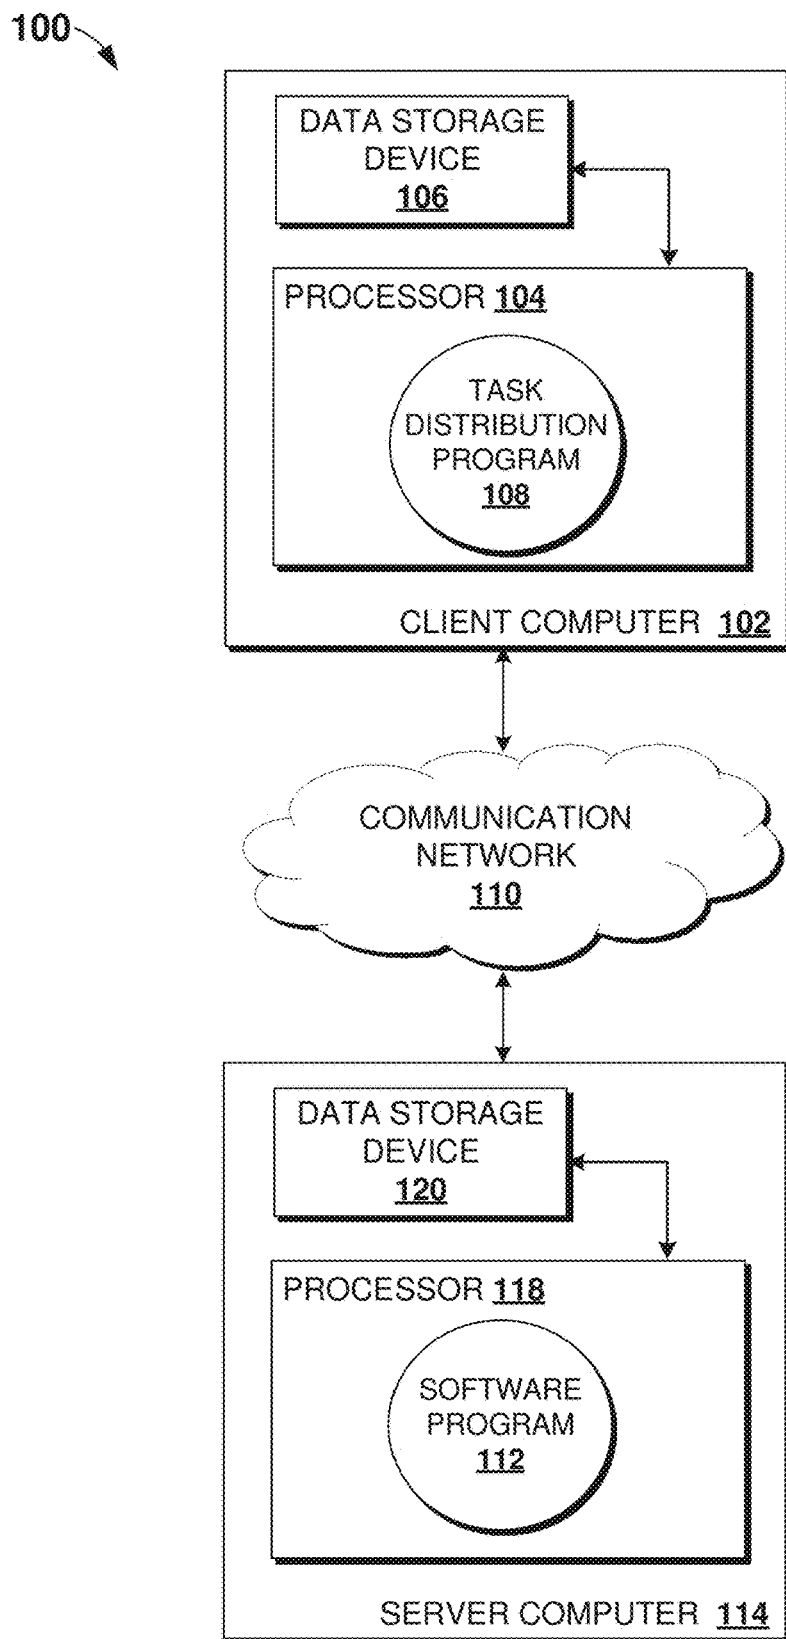 100
DATA STORAGE
DEVICE
106
PROCESSOR 104
TASK
DISTRIBUTION
PROGRAM
108
CLIENT COMPUTER 102
COMMUNICATION
NETWORK
110
DATA STORAGE
DEVICE
120
PROCESSOR 118
SOFTWARE
PROGRAM
112
SERVER COMPUTER 114